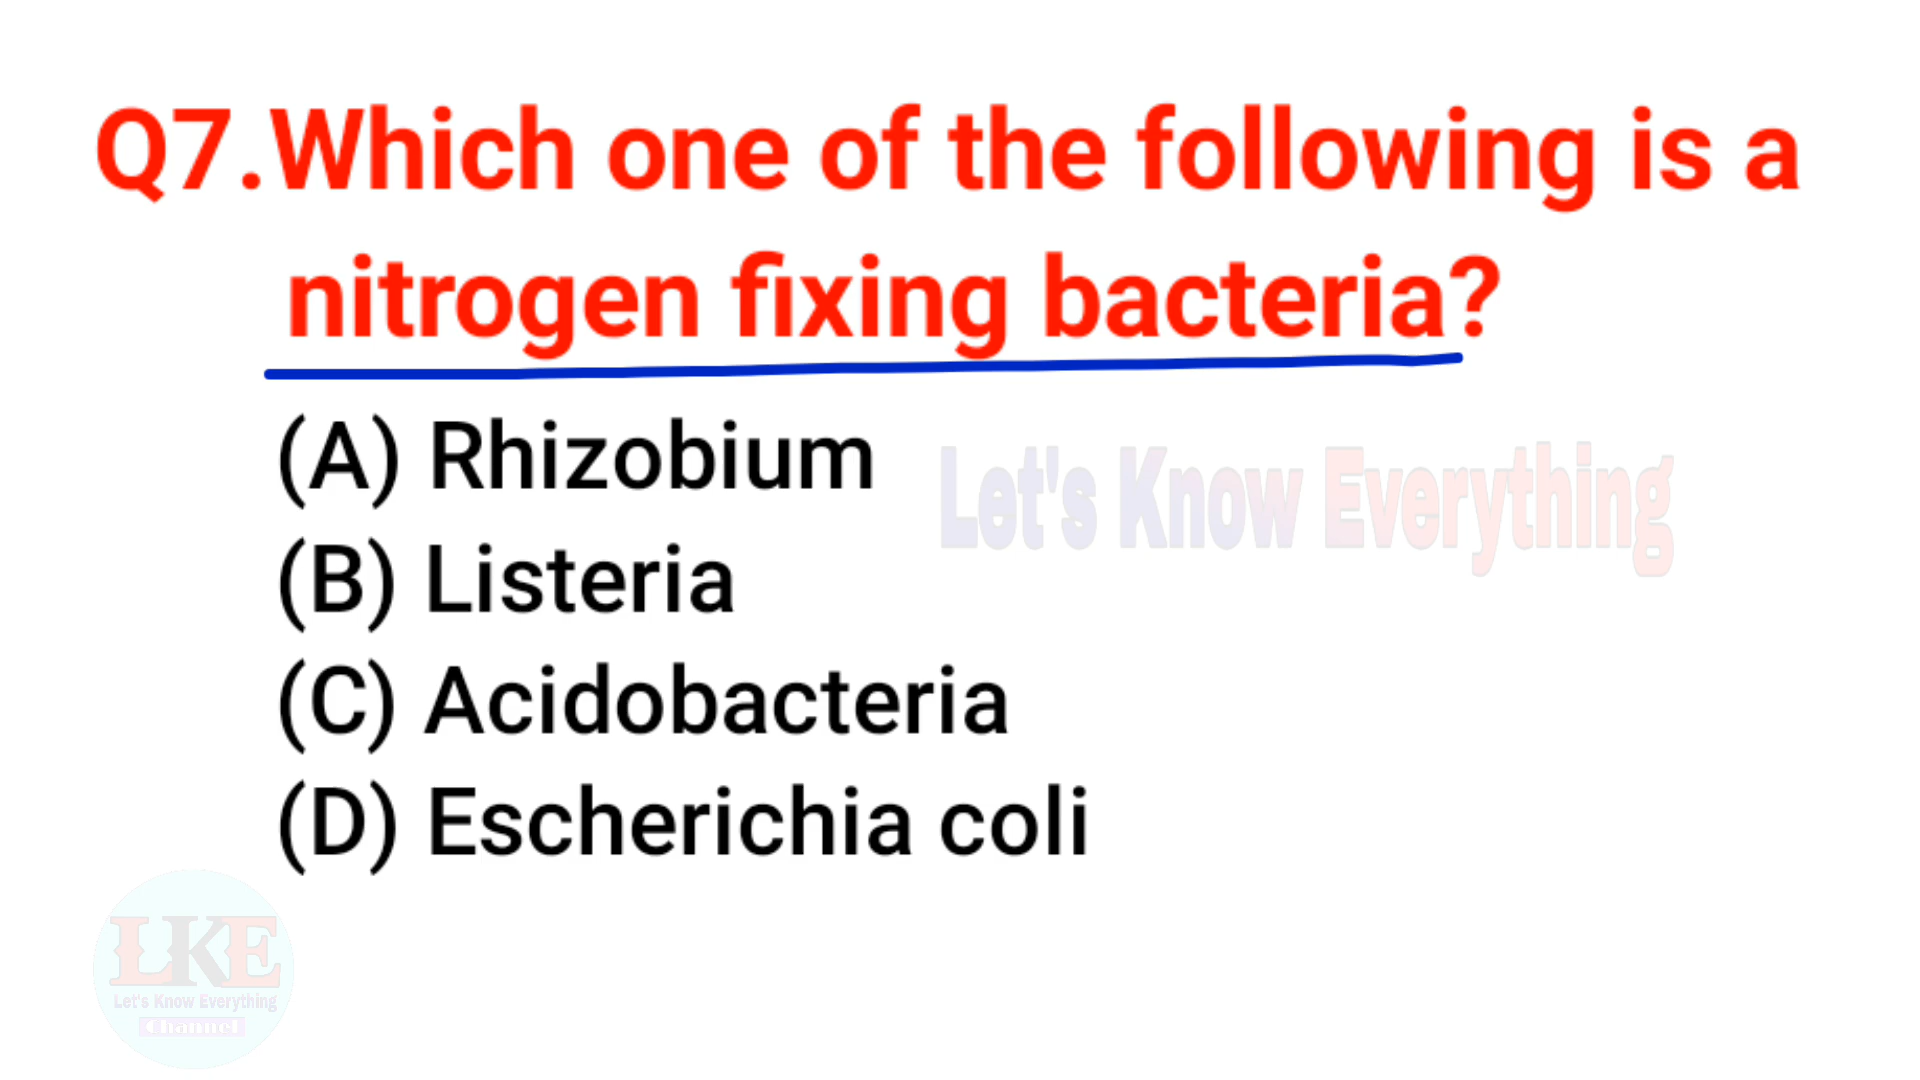 Q7.Which one of the following is a
nitrogen fixing bacteria?
(A) Rhizobium
Let's Know Everything
(B) Listeria
(C) Acidobacteria
(D) Escherichia coli
LKE
Let's Know Everything
Channel